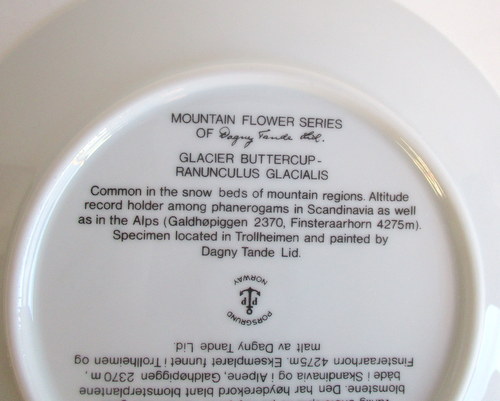 MOUNTAIN FLOWER SERIES
OF Dagny Tande Lid.
GLACIER BUTTERCUP-
RANUNCULUS GLACIALIS
Common in the snow beds of mountain regions. Altitude
record holder among phanerogams in Scandinavia as well
as in the Alps (Galdhøpiggen 2370, Finsteraarhorn 4275m).
Specimen located in Trollheimen and painted by
Dagny Tande Lid.
PORSGRUND
NORWAY
blomstene. Den har høyderekord blant blomsterplantene
både i Skandinavia og i Alpene, Galdhøpiggen, 2370 m,
Finsteraarhorn 4275m. Eksemplaret funnet i Trollheimen og
malt av Dagny Tande Lid.